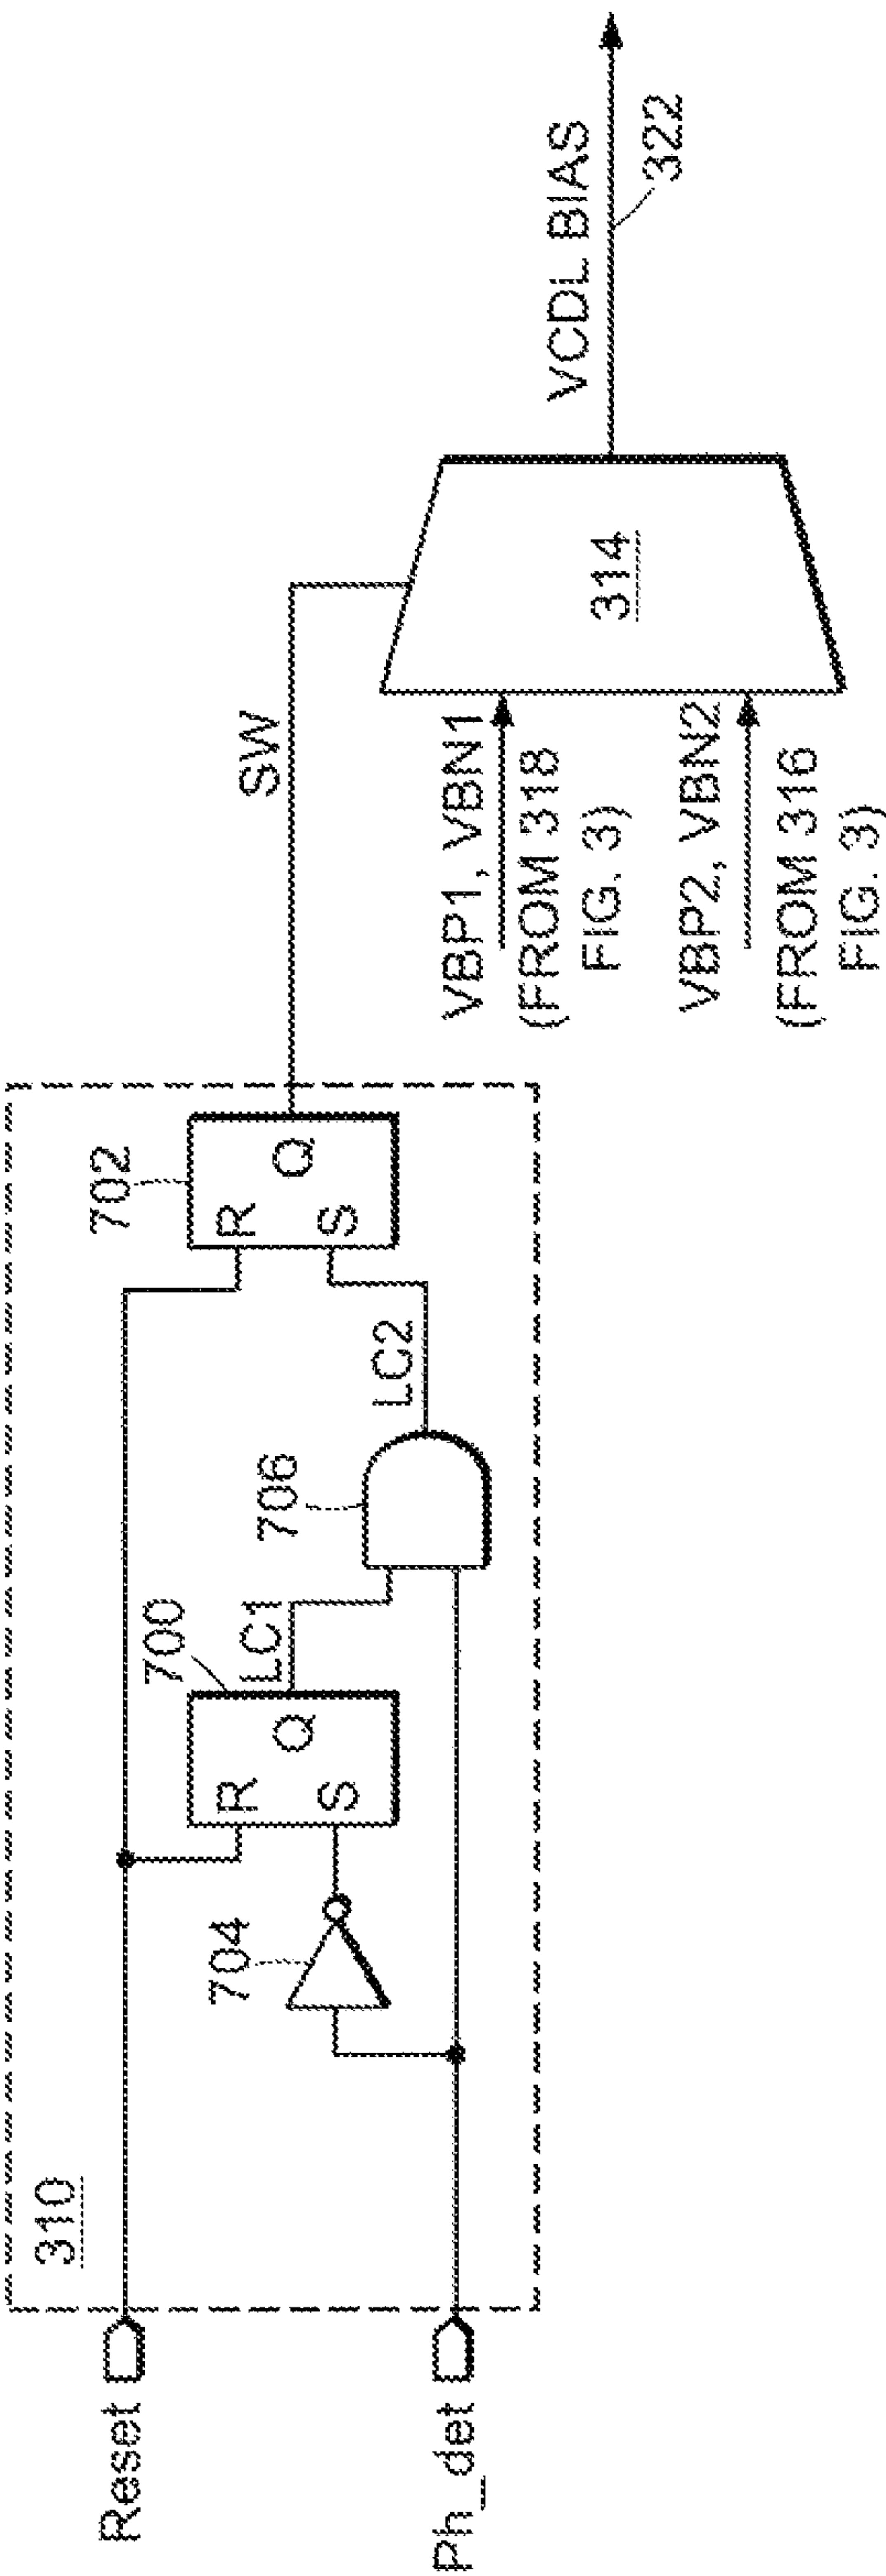 Reset
Ph_det
310
704
R
S
Q
700
LC1
706
LC2
702
R
S
Q
SW
VBP1, VBN1
(FROM 318
FIG. 3)
VBP2, VBN2
(FROM 316
FIG. 3)
314
VCDL BIAS
322